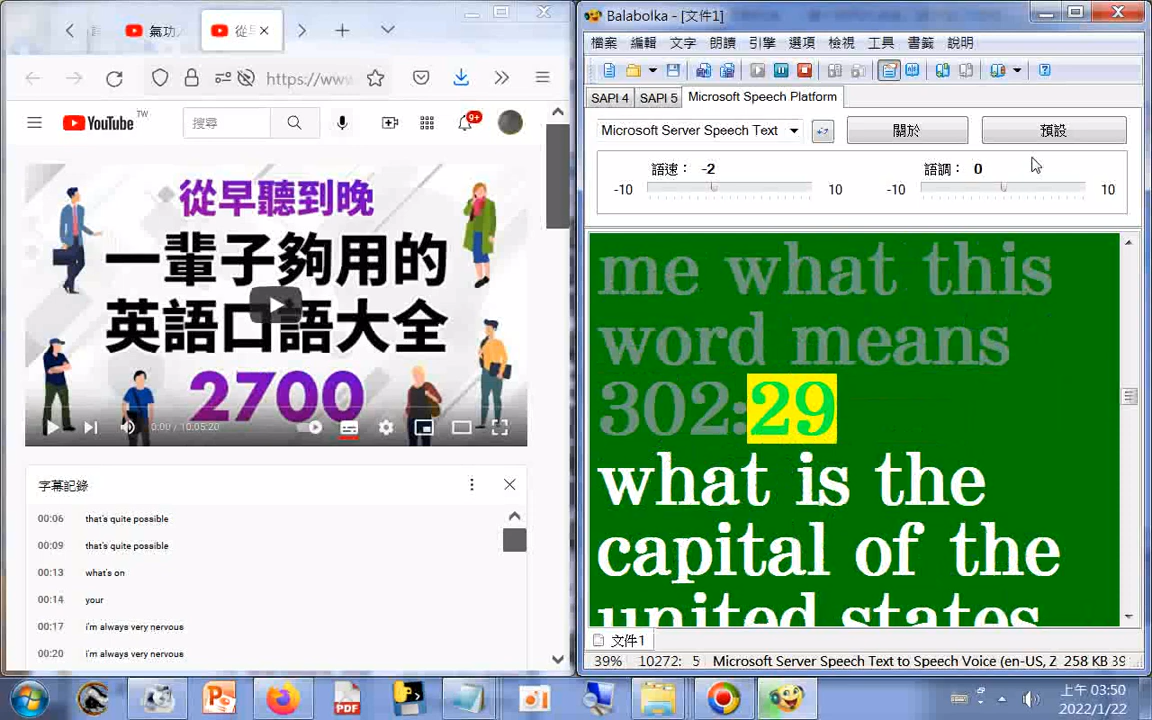 氣功
從
https://www
YouTube TW
搜尋
9+
從早聽到晚
一輩子夠用的
英語口語大全
2700
0:00 / 10:05:20
字幕記錄
00:06 that's quite possible
00:09 that's quite possible
00:13 what's on
00:14 your
00:17 i'm always very nervous
00:20 i'm always very nervous
Balabolka - [文件1]
檔案 編輯 文字 朗讀 引擎 選項 檢視 工具 書籤 說明
SAPI 4 SAPI 5 Microsoft Speech Platform
Microsoft Server Speech Text 關於 預設
語速： -2 語調： 0
-10 10 -10 10
me what this
word means
302:29
what is the
capital of the
united states
文件1
39% 10272: 5 Microsoft Server Speech Text to Speech Voice (en-US, Z 258 KB 39
PDF
上午 03:50
2022/1/22